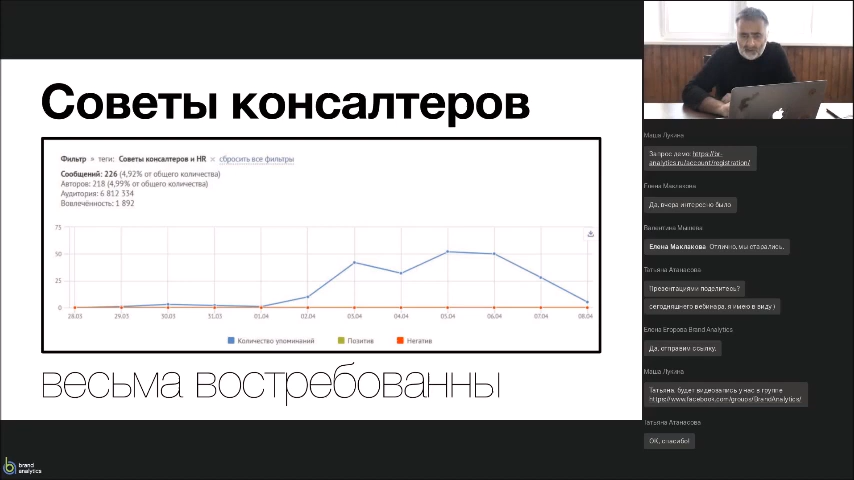 Советы консалтеров
Фильтр » теги: Советы консалтеров и HR × сбросить все фильтры
Сообщений: 226 (4,92% от общего количества)
Авторов: 218 (4,99% от общего количества)
Аудитория: 6 812 334
Вовлечённость: 1 892
75
50
25
0
28.03 29.03 30.03 31.03 01.04 02.04 03.04 04.04 05.04 06.04 07.04 08.04
Количество упоминаний Позитив Негатив
весьма востребованны
brand
analytics
Маша Лукина
Запрос демо: https://br-
analytics.ru/account/registration/
Елена Маклакова
Да, вчера интересно было
Валентина Мышева
Елена Маклакова Отлично, мы старались.
Татьяна Атанасова
Презентациями поделитесь?
сегодняшнего вебинара, я имею в виду )
Елена Егорова Brand Analytics
Да, отправим ссылку.
Маша Лукина
Татьяна, будет видеозапись у нас в группе
https://www.facebook.com/groups/BrandAnalytics/
Татьяна Атанасова
ОК, спасибо!